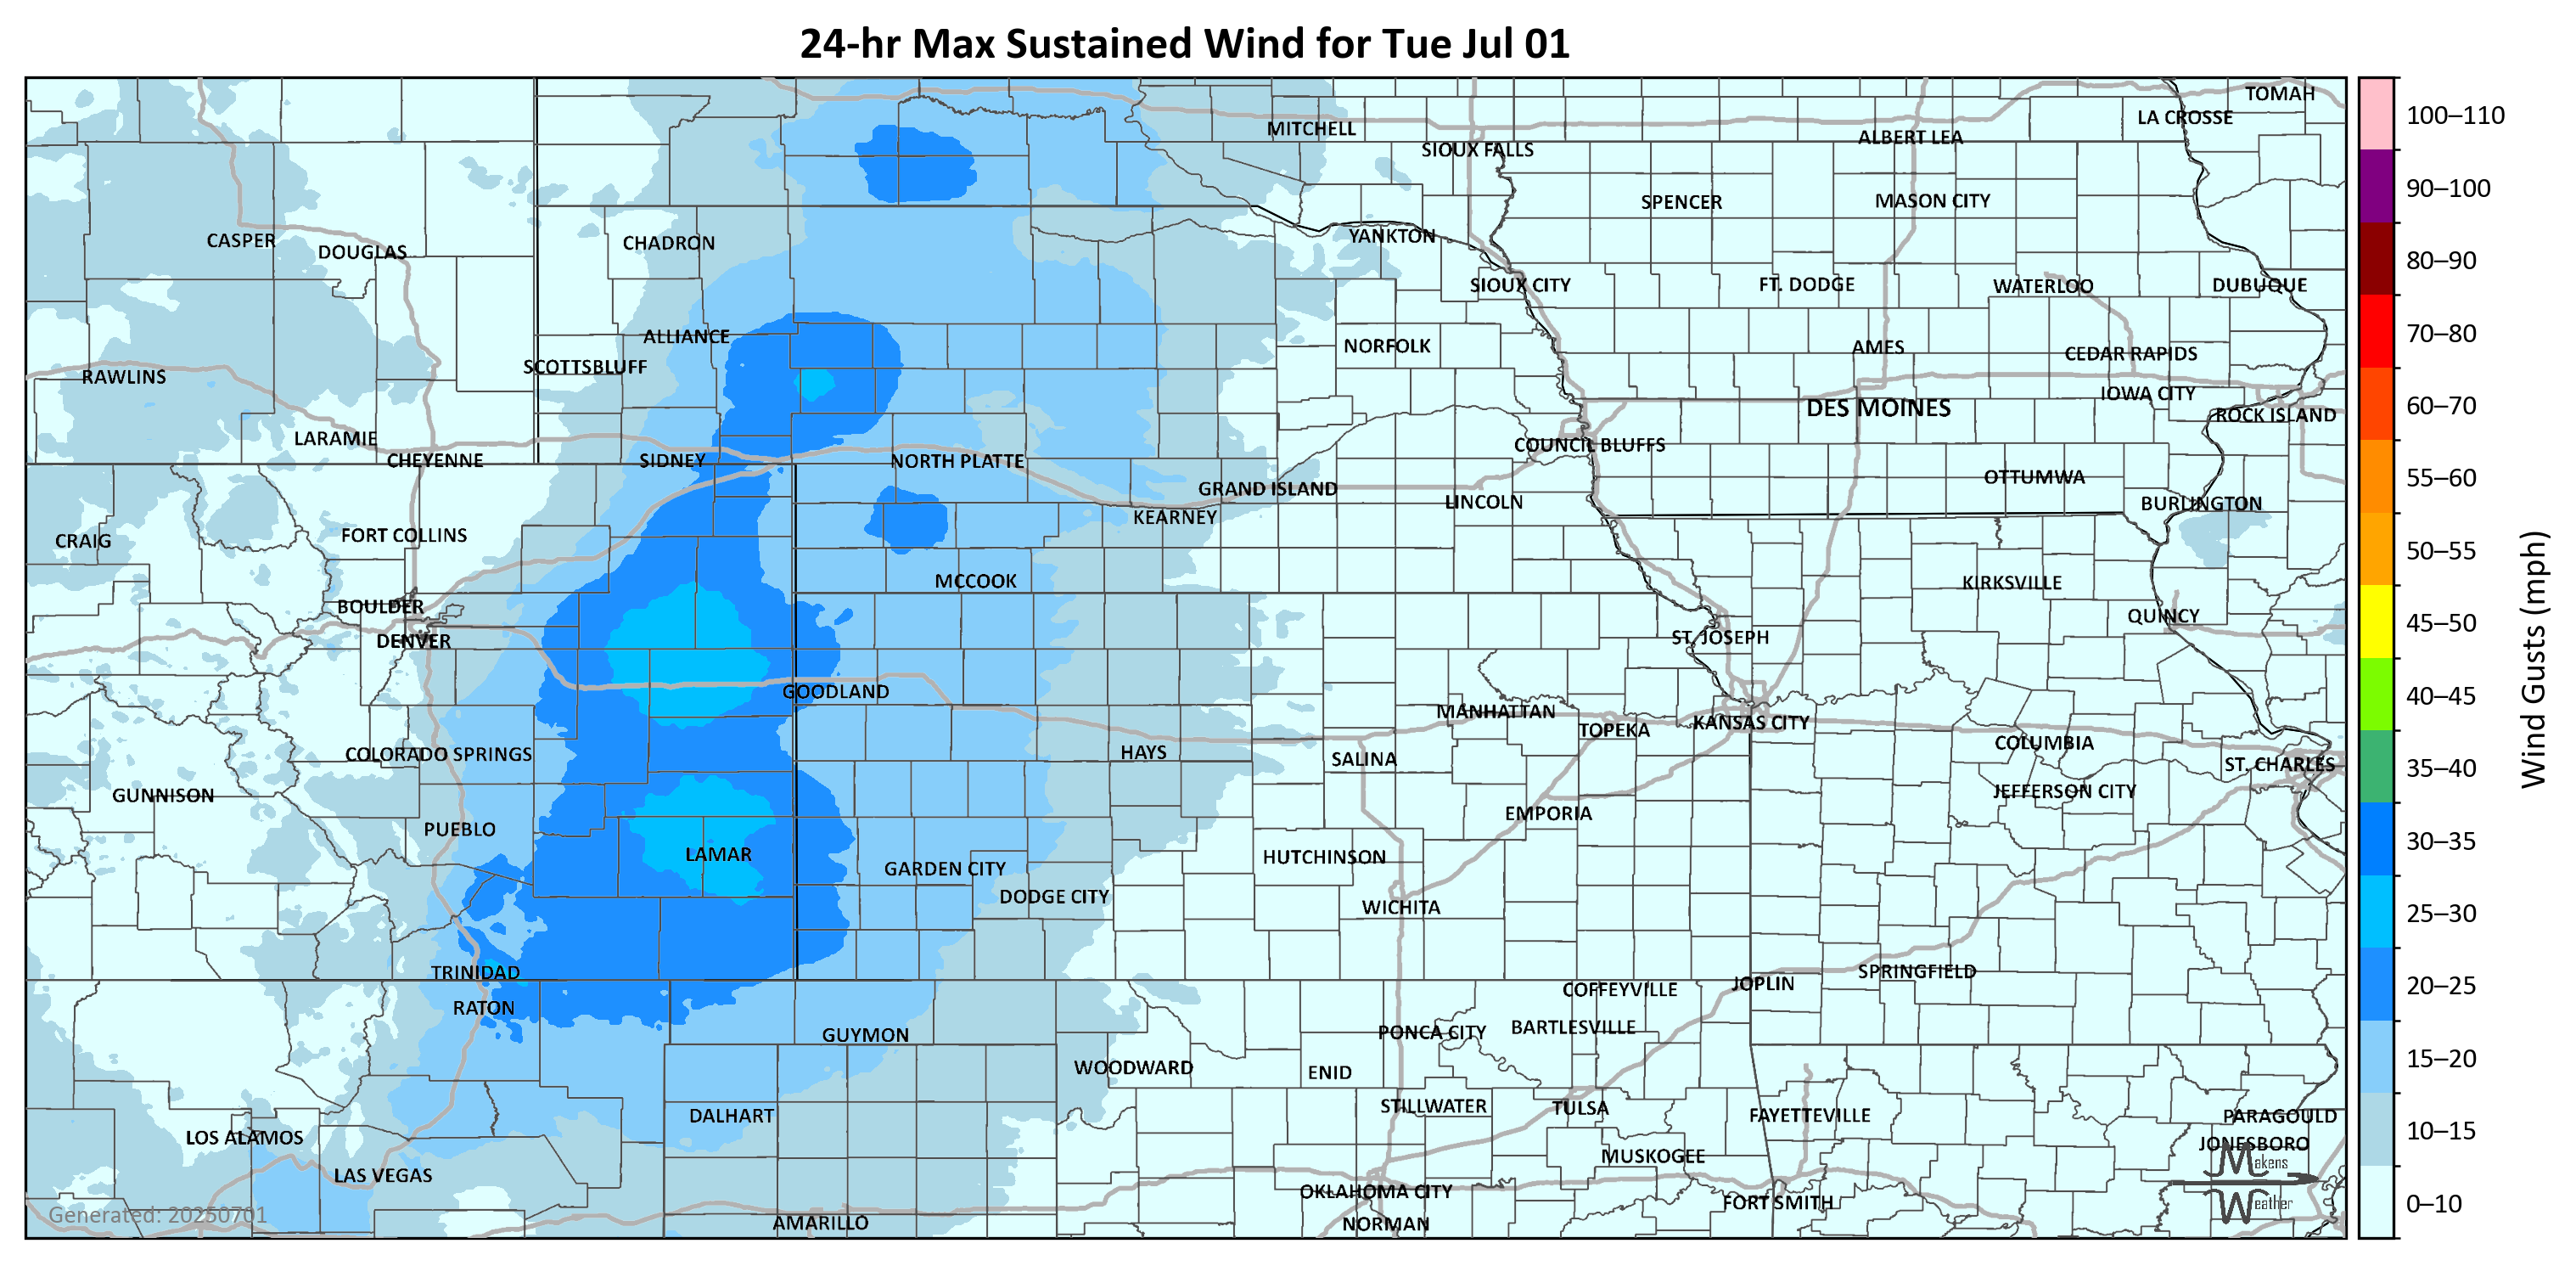 24-hr Max Sustained Wind for Tue Jul 01
TOMAH
LA CROSSE
MITCHELL
ALBERT LEA
SIOUX FALLS
SPENCER
MASON CITY
CASPER
DOUGLAS
CHADRON
YANKTON
SIOUX CITY
FT. DODGE
WATERLOO
DUBUQUE
ALLIANCE
NORFOLK
AMES
CEDAR RAPIDS
SCOTTSBLUFF
RAWLINS
IOWA CITY
DES MOINES
ROCK ISLAND
LARAMIE
COUNCIL BLUFFS
CHEYENNE
SIDNEY
NORTH PLATTE
OTTUMWA
GRAND ISLAND
LINCOLN
BURLINGTON
KEARNEY
CRAIG
FORT COLLINS
MCCOOK
KIRKSVILLE
BOULDER
QUINCY
DENVER
ST. JOSEPH
GOODLAND
MANHATTAN
TOPEKA
KANSAS CITY
COLORADO SPRINGS
HAYS
SALINA
COLUMBIA
ST. CHARLES
GUNNISON
JEFFERSON CITY
EMPORIA
PUEBLO
LAMAR
HUTCHINSON
GARDEN CITY
DODGE CITY
WICHITA
TRINIDAD
SPRINGFIELD
JOPLIN
COFFEYVILLE
RATON
GUYMON
PONCA CITY
BARTLESVILLE
WOODWARD
ENID
DALHART
STILLWATER
TULSA
FAYETTEVILLE
PARAGOULD
LOS ALAMOS
JONESBORO
LAS VEGAS
MUSKOGEE
OKLAHOMA CITY
FORT SMITH
AMARILLO
NORMAN
Generated: 20250701
Makens
Weather
100–110
90–100
80–90
70–80
60–70
55–60
50–55
45–50
40–45
35–40
30–35
25–30
20–25
15–20
10–15
0–10
Wind Gusts (mph)